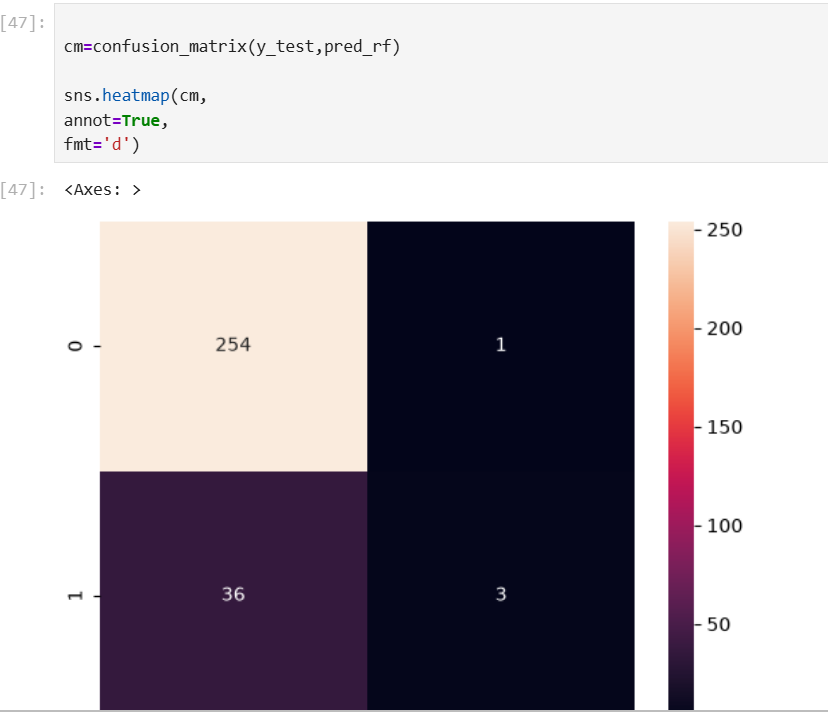 [47]:
cm=confusion_matrix(y_test,pred_rf)
sns.heatmap(cm,
annot=True,
fmt='d')
[47]: <Axes: >
250
0 254 1
200
150
100
1 36 3
50